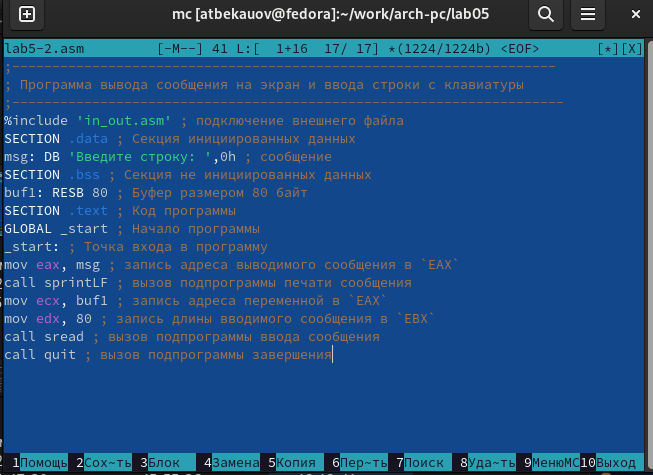 mc [atbekauov@fedora]:~/work/arch-pc/lab05
lab5-2.asm [-M--] 41 L:[ 1+16 17/ 17] *(1224/1224b) <EOF> [*][X]
;--------------------------------------------------------------------
; Программа вывода сообщения на экран и ввода строки с клавиатуры
;---------------------------------------------------------------------
%include 'in_out.asm' ; подключение внешнего файла
SECTION .data ; Секция инициированных данных
msg: DB 'Введите строку: ',0h ; сообщение
SECTION .bss ; Секция не инициированных данных
buf1: RESB 80 ; Буфер размером 80 байт
SECTION .text ; Код программы
GLOBAL _start ; Начало программы
_start: ; Точка входа в программу
mov eax, msg ; запись адреса выводимого сообщения в `EAX`
call sprintLF ; вызов подпрограммы печати сообщения
mov ecx, buf1 ; запись адреса переменной в `EAX`
mov edx, 80 ; запись длины вводимого сообщения в `EBX`
call sread ; вызов подпрограммы ввода сообщения
call quit ; вызов подпрограммы завершения
1Помощь 2Сох~ть 3Блок 4Замена 5Копия 6Пер~ть 7Поиск 8Уда~ть 9МенюМС 10Выход